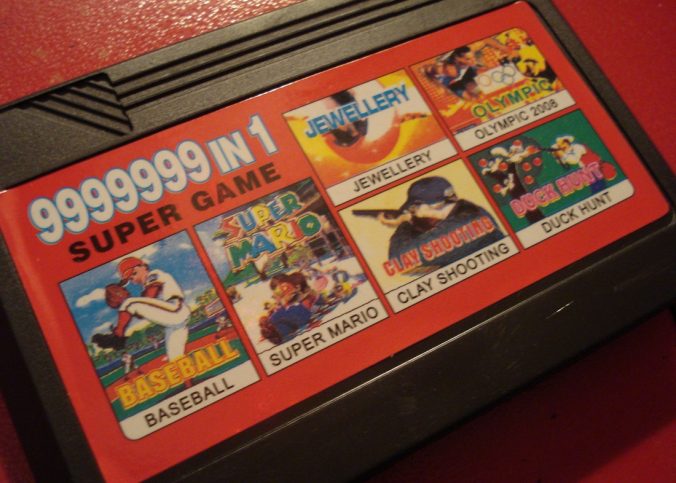 9999999 IN 1
SUPER GAME
BASEBALL
BASEBALL
SUPER
MARIO
SUPER MARIO
JEWELLERY
JEWELLERY
CLAY SHOOTING
CLAY SHOOTING
OLYMPIC
OLYMPIC 2008
DUCK HUNT
DUCK HUNT